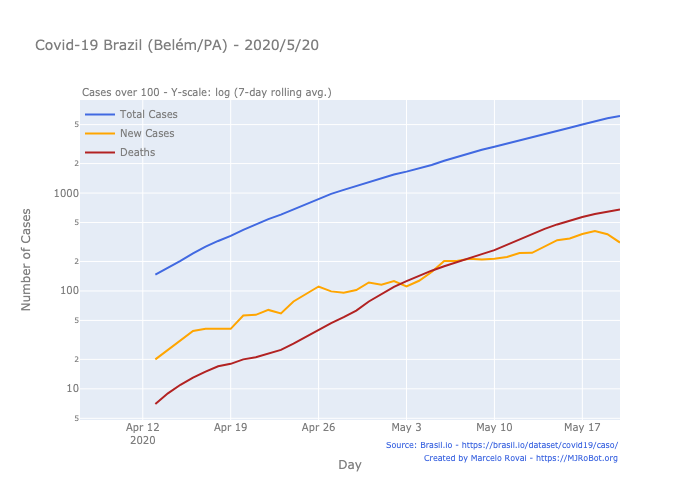 Covid-19 Brazil (Belém/PA) - 2020/5/20
Cases over 100 - Y-scale: log (7-day rolling avg.)
Total Cases
New Cases
Deaths
Number of Cases
5
2
1000
5
2
100
5
2
10
5
Apr 12 Apr 19 Apr 26 May 3 May 10 May 17
2020
Source: Brasil.io - https://brasil.io/dataset/covid19/caso/
Created by Marcelo Rovai - https://MJRoBot.org
Day